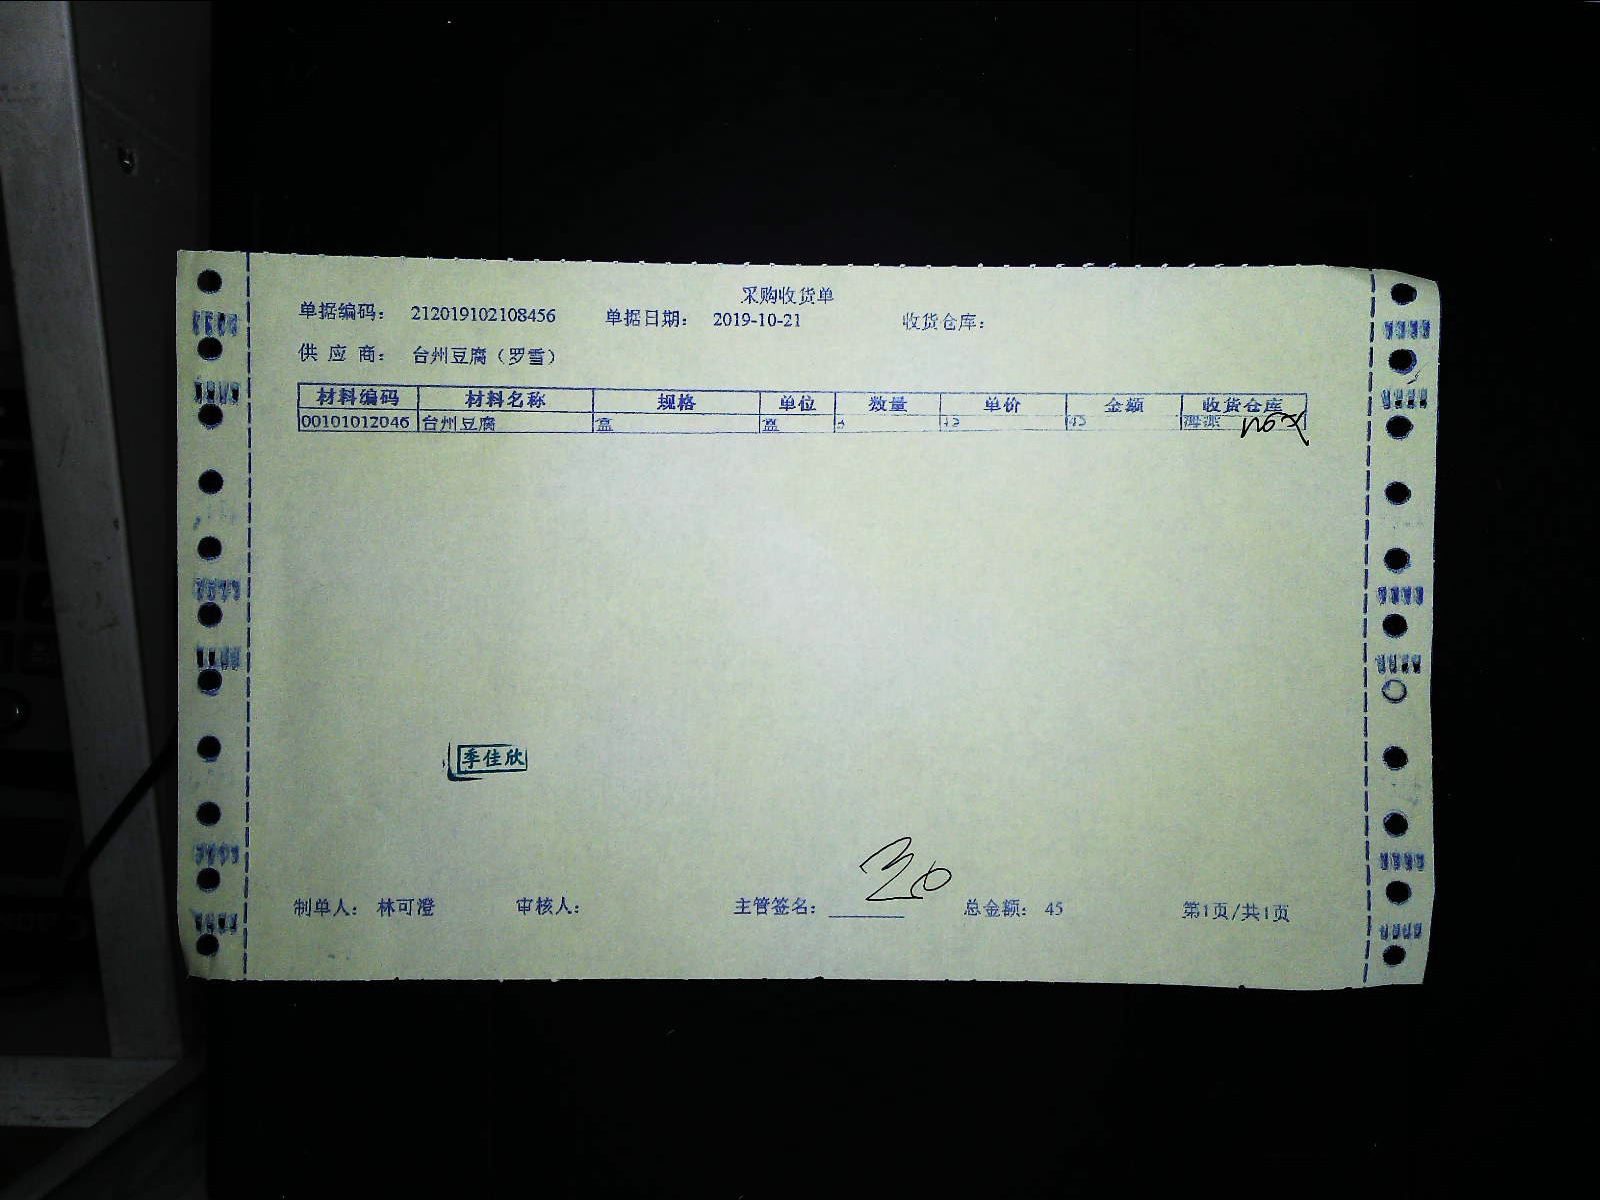 采购收货单
单据编码： 212019102108456 单据日期： 2019-10-21 收货仓库：
供 应 商： 台州豆腐（罗雪）
材料编码 材料名称 规格 单位 数量 单价 金额 收货仓库
00101012046 台州豆腐 盒 盒
季佳欣
30
制单人： 林可澄 审核人： 主管签名： 总金额： 45 第1页/共1页